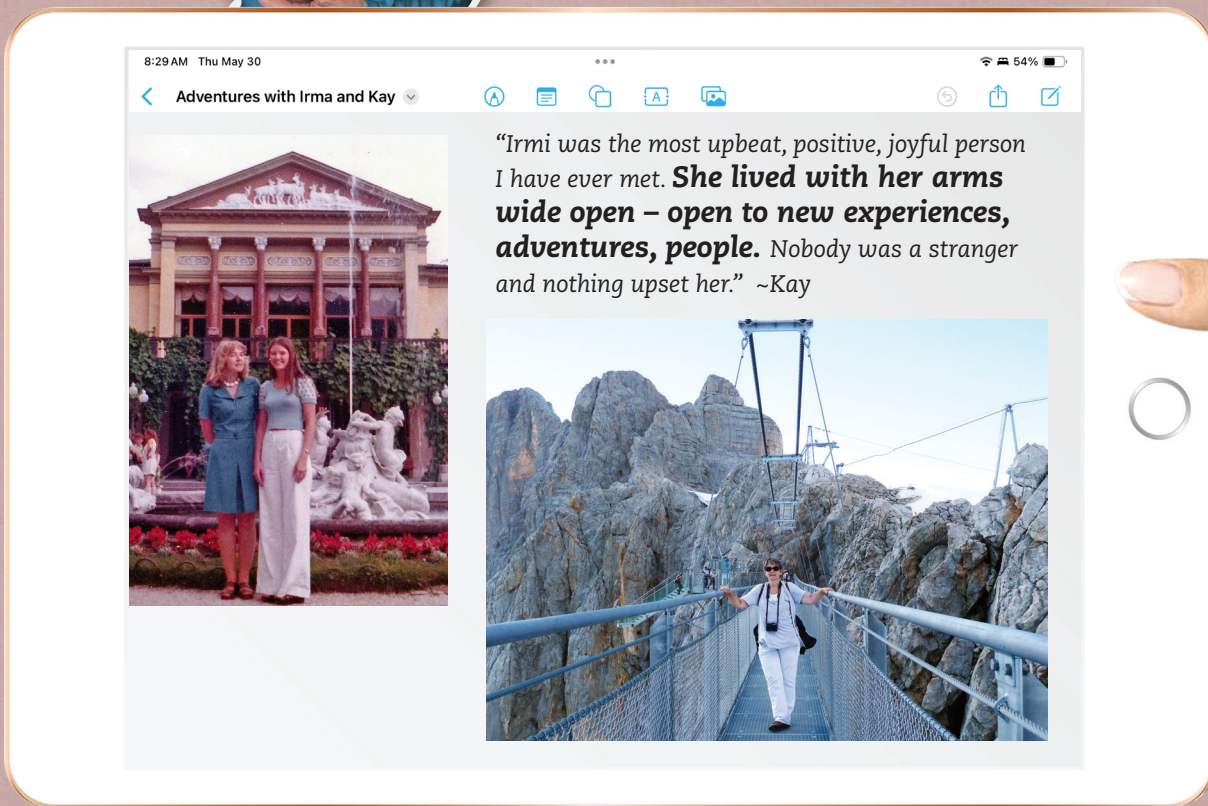 8:29 AM Thu May 30
54%
Adventures with Irma and Kay
A
“Irmi was the most upbeat, positive, joyful person
I have ever met. She lived with her arms
wide open – open to new experiences,
adventures, people. Nobody was a stranger
and nothing upset her.” ~Kay